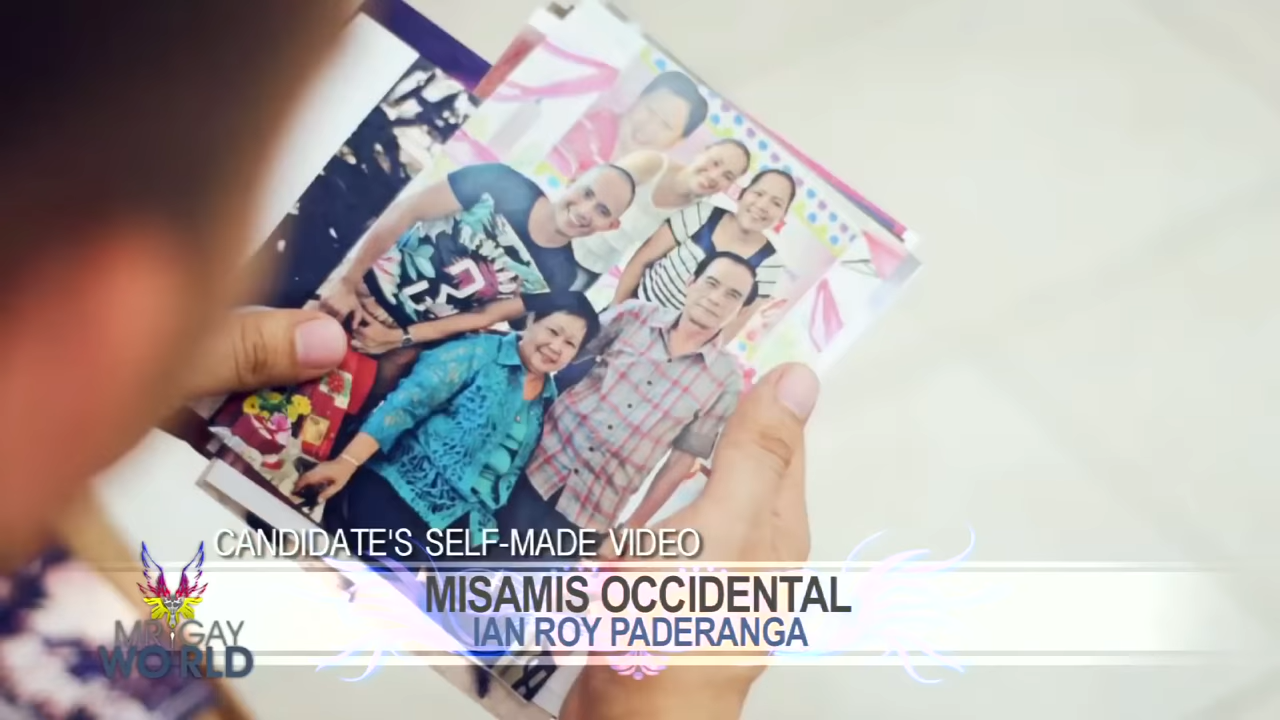 CANDIDATE'S SELF-MADE VIDEO
MISAMIS OCCIDENTAL
IAN ROY PADERANGA
MR GAY
WORLD